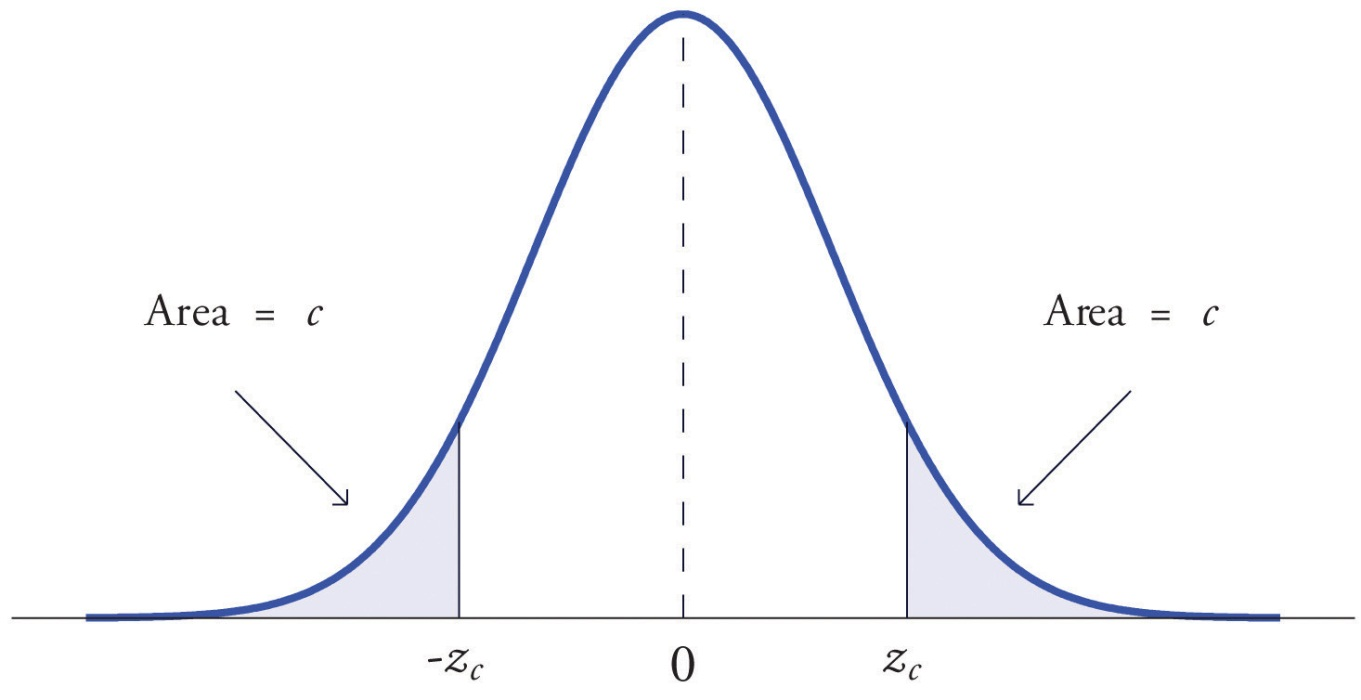 Area = c
Area = c
-z_c
0
z_c